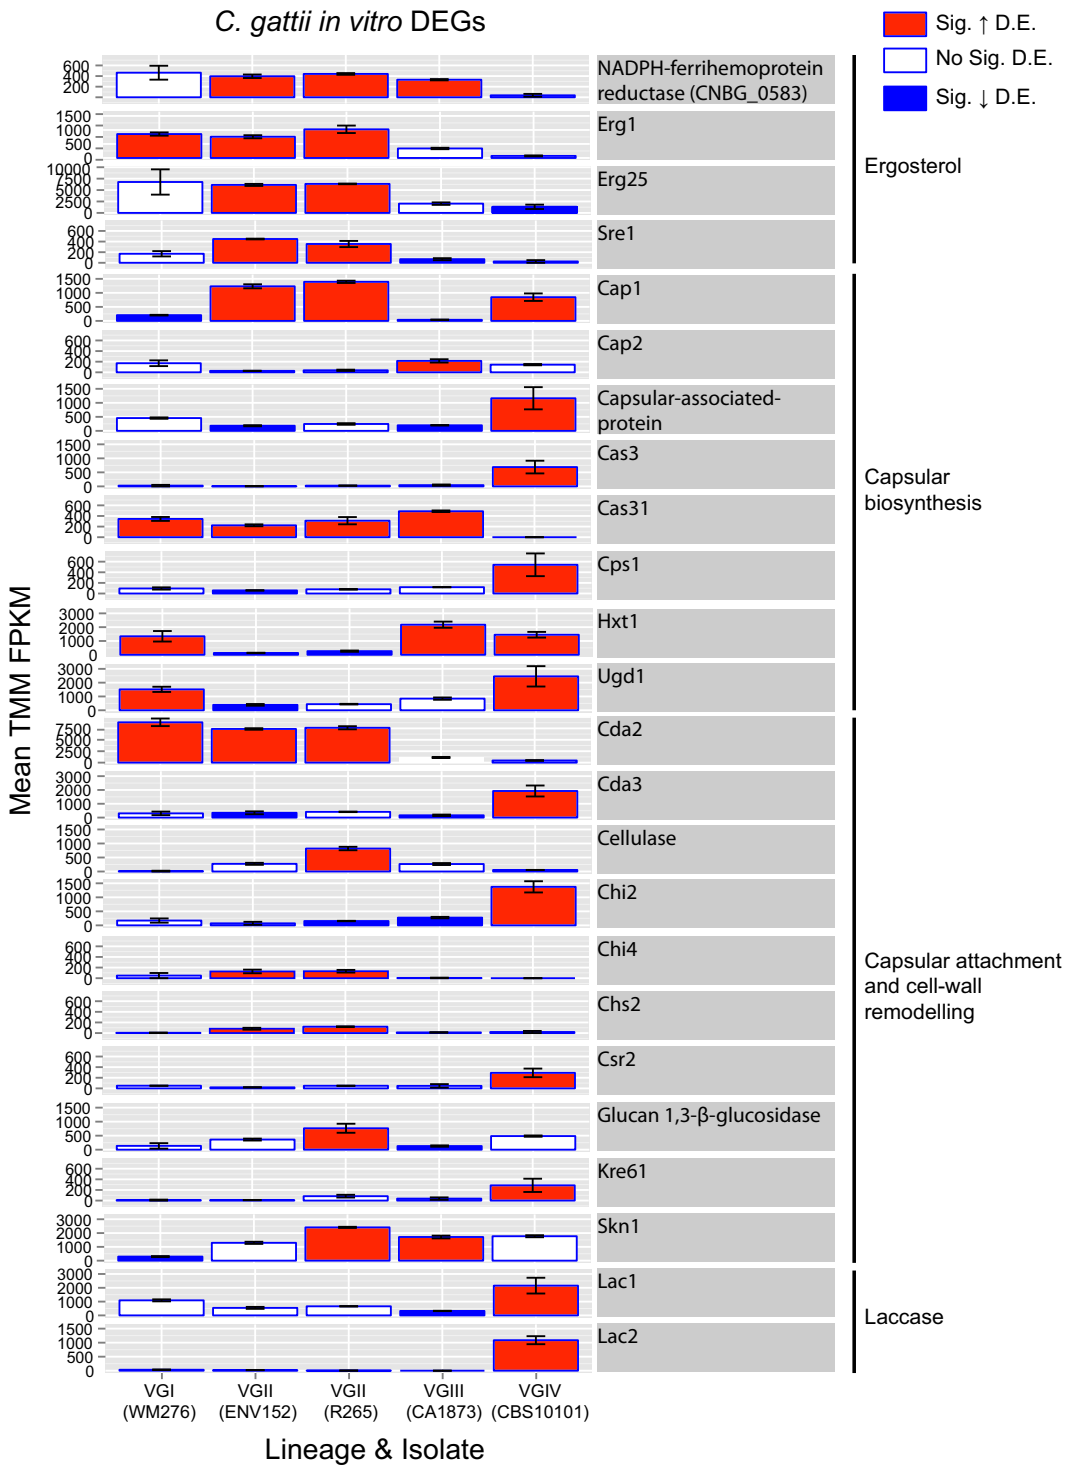 C. gattii in vitro DEGs
Sig. ↑ D.E.
No Sig. D.E.
Sig. ↓ D.E.
Mean TMM FPKM
600
400
200
NADPH-ferrihemoprotein
reductase (CNBG_0583)
1500
1000
500
0
Erg1
10000
7500
5000
2500
0
Erg25
600
400
200
0
Sre1
Ergosterol
1500
1000
500
0
Cap1
600
400
200
0
Cap2
1500
1000
500
0
Capsular-associated-
protein
1500
1000
500
0
Cas3
600
400
200
0
Cas31
600
400
200
0
Cps1
3000
2000
1000
0
Hxt1
3000
2000
1000
0
Ugd1
Capsular
biosynthesis
7500
5000
2500
0
Cda2
3000
2000
1000
0
Cda3
1500
1000
500
0
Cellulase
1500
1000
500
0
Chi2
600
400
200
0
Chi4
600
400
200
0
Chs2
600
400
200
0
Csr2
1500
1000
500
0
Glucan 1,3-β-glucosidase
600
400
200
0
Kre61
3000
2000
1000
0
Skn1
Capsular attachment
and cell-wall
remodelling
3000
2000
1000
0
Lac1
1500
1000
500
0
Lac2
Laccase
VGI VGII VGII VGIII VGIV
(WM276) (ENV152) (R265) (CA1873) (CBS10101)
Lineage & Isolate